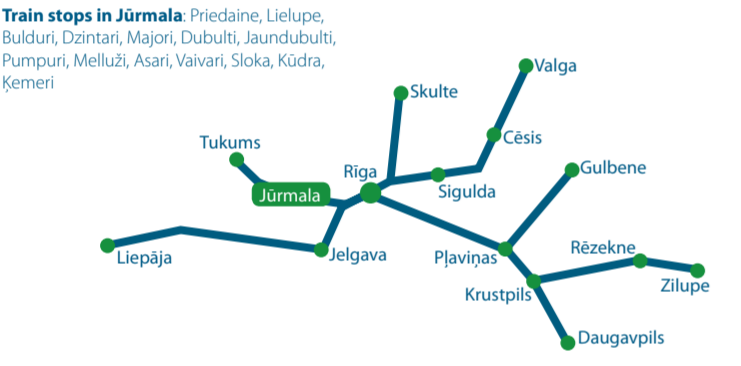 Train stops in Jūrmala: Priedaine, Lielupe,
Bulduri, Dzintari, Majori, Dubulti, Jaundubulti,
Pumpuri, Melluži, Asari, Vaivari, Sloka, Kūdra,
Ķemeri
Valga
Skulte
Cēsis
Tukums
Rīga
Gulbene
Jūrmala
Sigulda
Rēzekne
Liepāja
Jelgava
Pļaviņas
Zilupe
Krustpils
Daugavpils